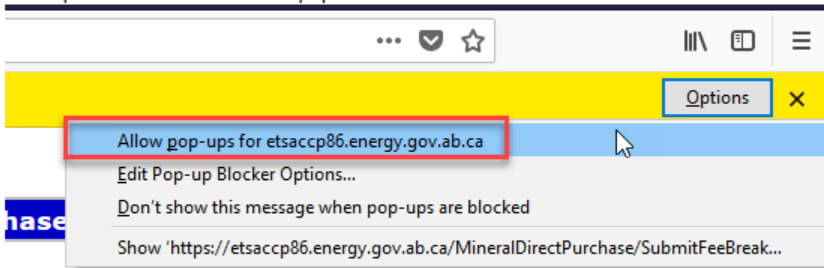 Options
Allow pop-ups for etsaccp86.energy.gov.ab.ca
Edit Pop-up Blocker Options...
Don't show this message when pop-ups are blocked
hase
Show 'https://etsaccp86.energy.gov.ab.ca/MineralDirectPurchase/SubmitFeeBreak...